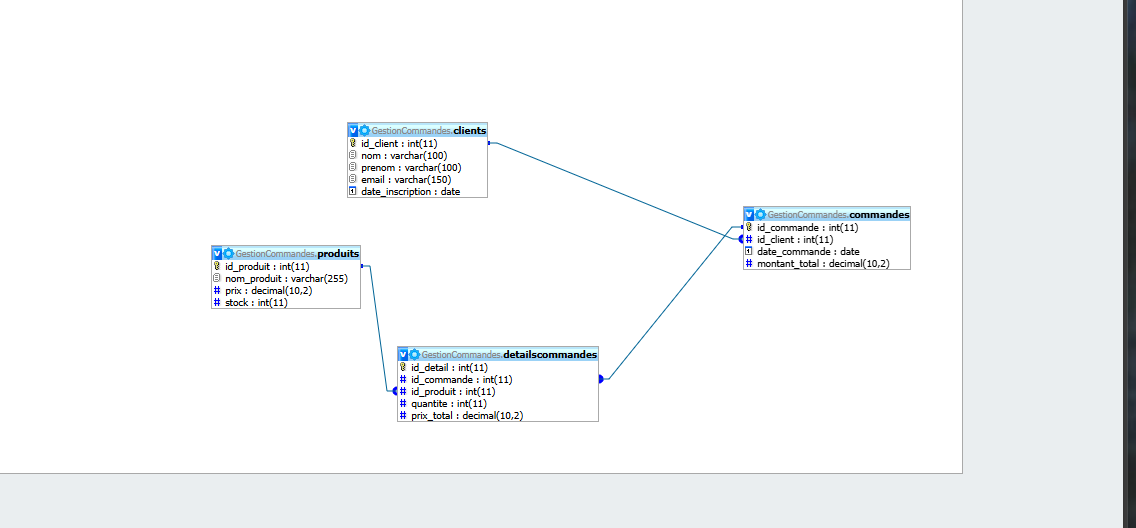 GestionCommandes.clients
id_client : int(11)
nom : varchar(100)
prenom : varchar(100)
email : varchar(150)
date_inscription : date
GestionCommandes.commandes
id_commande : int(11)
id_client : int(11)
date_commande : date
montant_total : decimal(10,2)
GestionCommandes.produits
id_produit : int(11)
nom_produit : varchar(255)
prix : decimal(10,2)
stock : int(11)
GestionCommandes.detailscommandes
id_detail : int(11)
id_commande : int(11)
id_produit : int(11)
quantite : int(11)
prix_total : decimal(10,2)